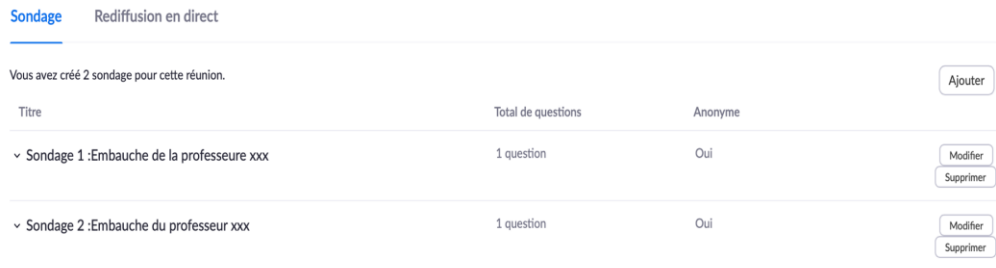 Sondage Rediffusion en direct
Vous avez créé 2 sondage pour cette réunion.
Ajouter
Titre Total de questions Anonyme
Sondage 1 :Embauche de la professeure xxx 1 question Oui
Modifier
Supprimer
Sondage 2 :Embauche du professeur xxx 1 question Oui
Modifier
Supprimer